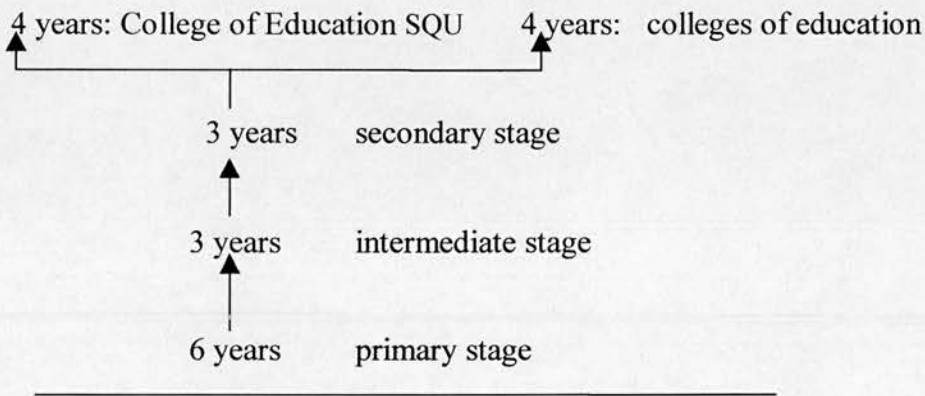 4 years: College of Education SQU 4 years: colleges of education
3 years secondary stage
3 years intermediate stage
6 years primary stage